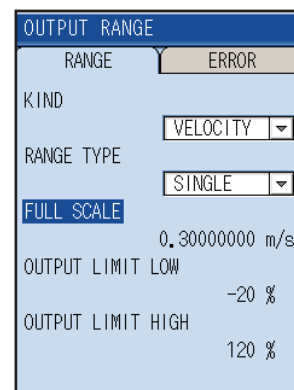 OUTPUT RANGE
RANGE ERROR
KIND
VELOCITY
RANGE TYPE
SINGLE
FULL SCALE
0.30000000 m/s
OUTPUT LIMIT LOW
-20 %
OUTPUT LIMIT HIGH
120 %